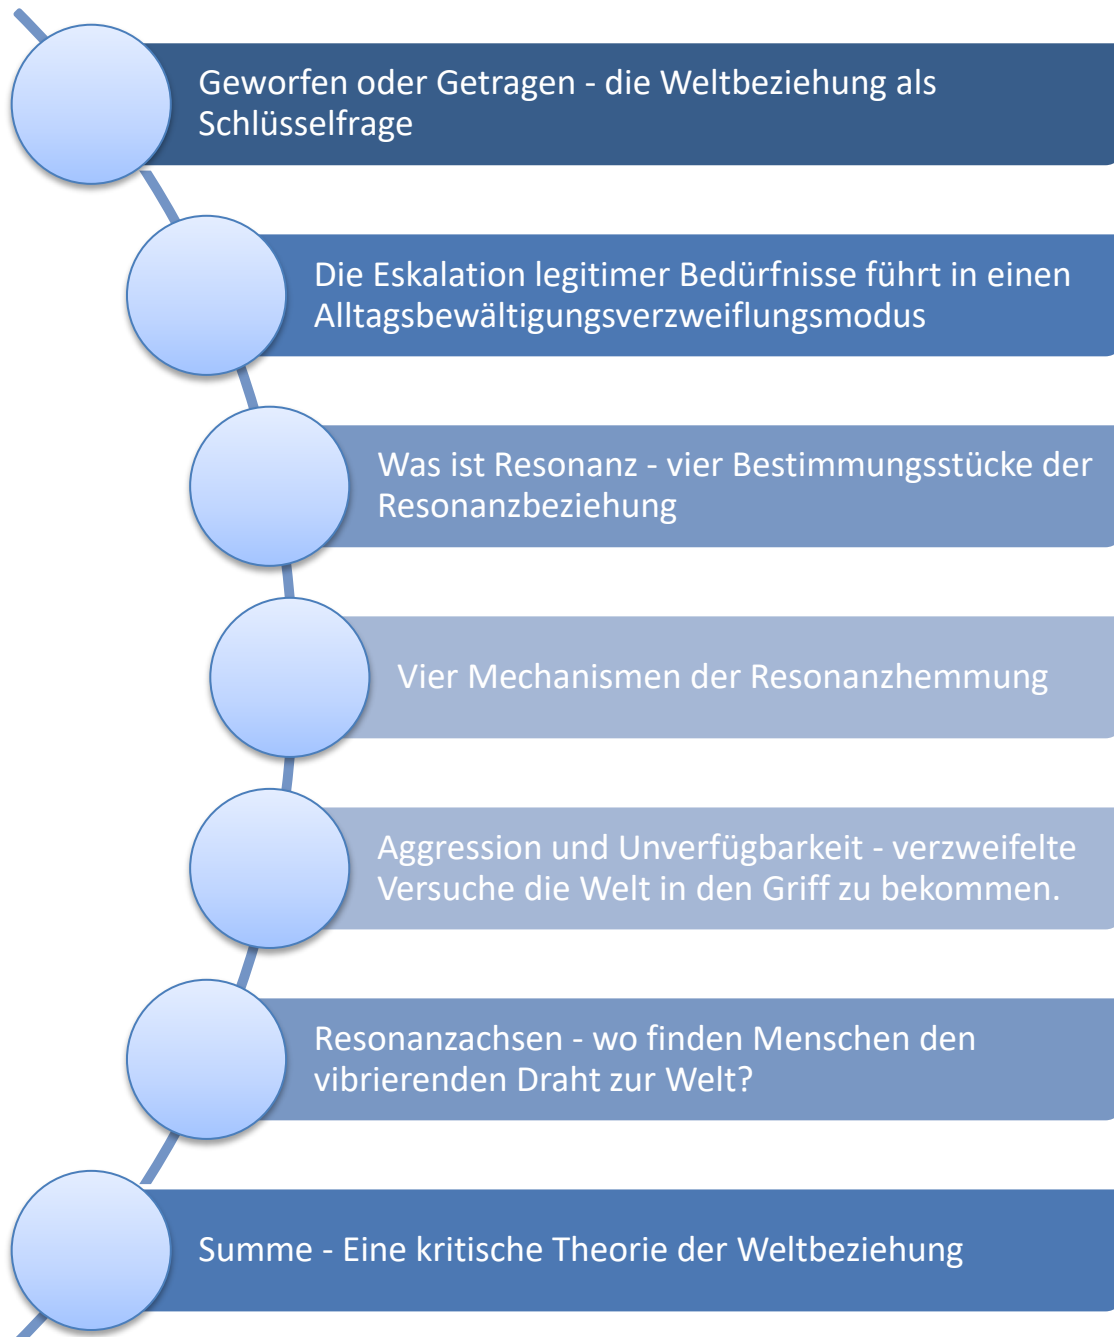 Geworfen oder Getragen - die Weltbeziehung als
Schlüsselfrage
Die Eskalation legitimer Bedürfnisse führt in einen
Alltagsbewältigungsverzweiflungsmodus
Was ist Resonanz - vier Bestimmungsstücke der
Resonanzbeziehung
Vier Mechanismen der Resonanzhemmung
Aggression und Unverfügbarkeit - verzweifelte
Versuche die Welt in den Griff zu bekommen.
Resonanzachsen - wo finden Menschen den
vibrierenden Draht zur Welt?
Summe - Eine kritische Theorie der Weltbeziehung